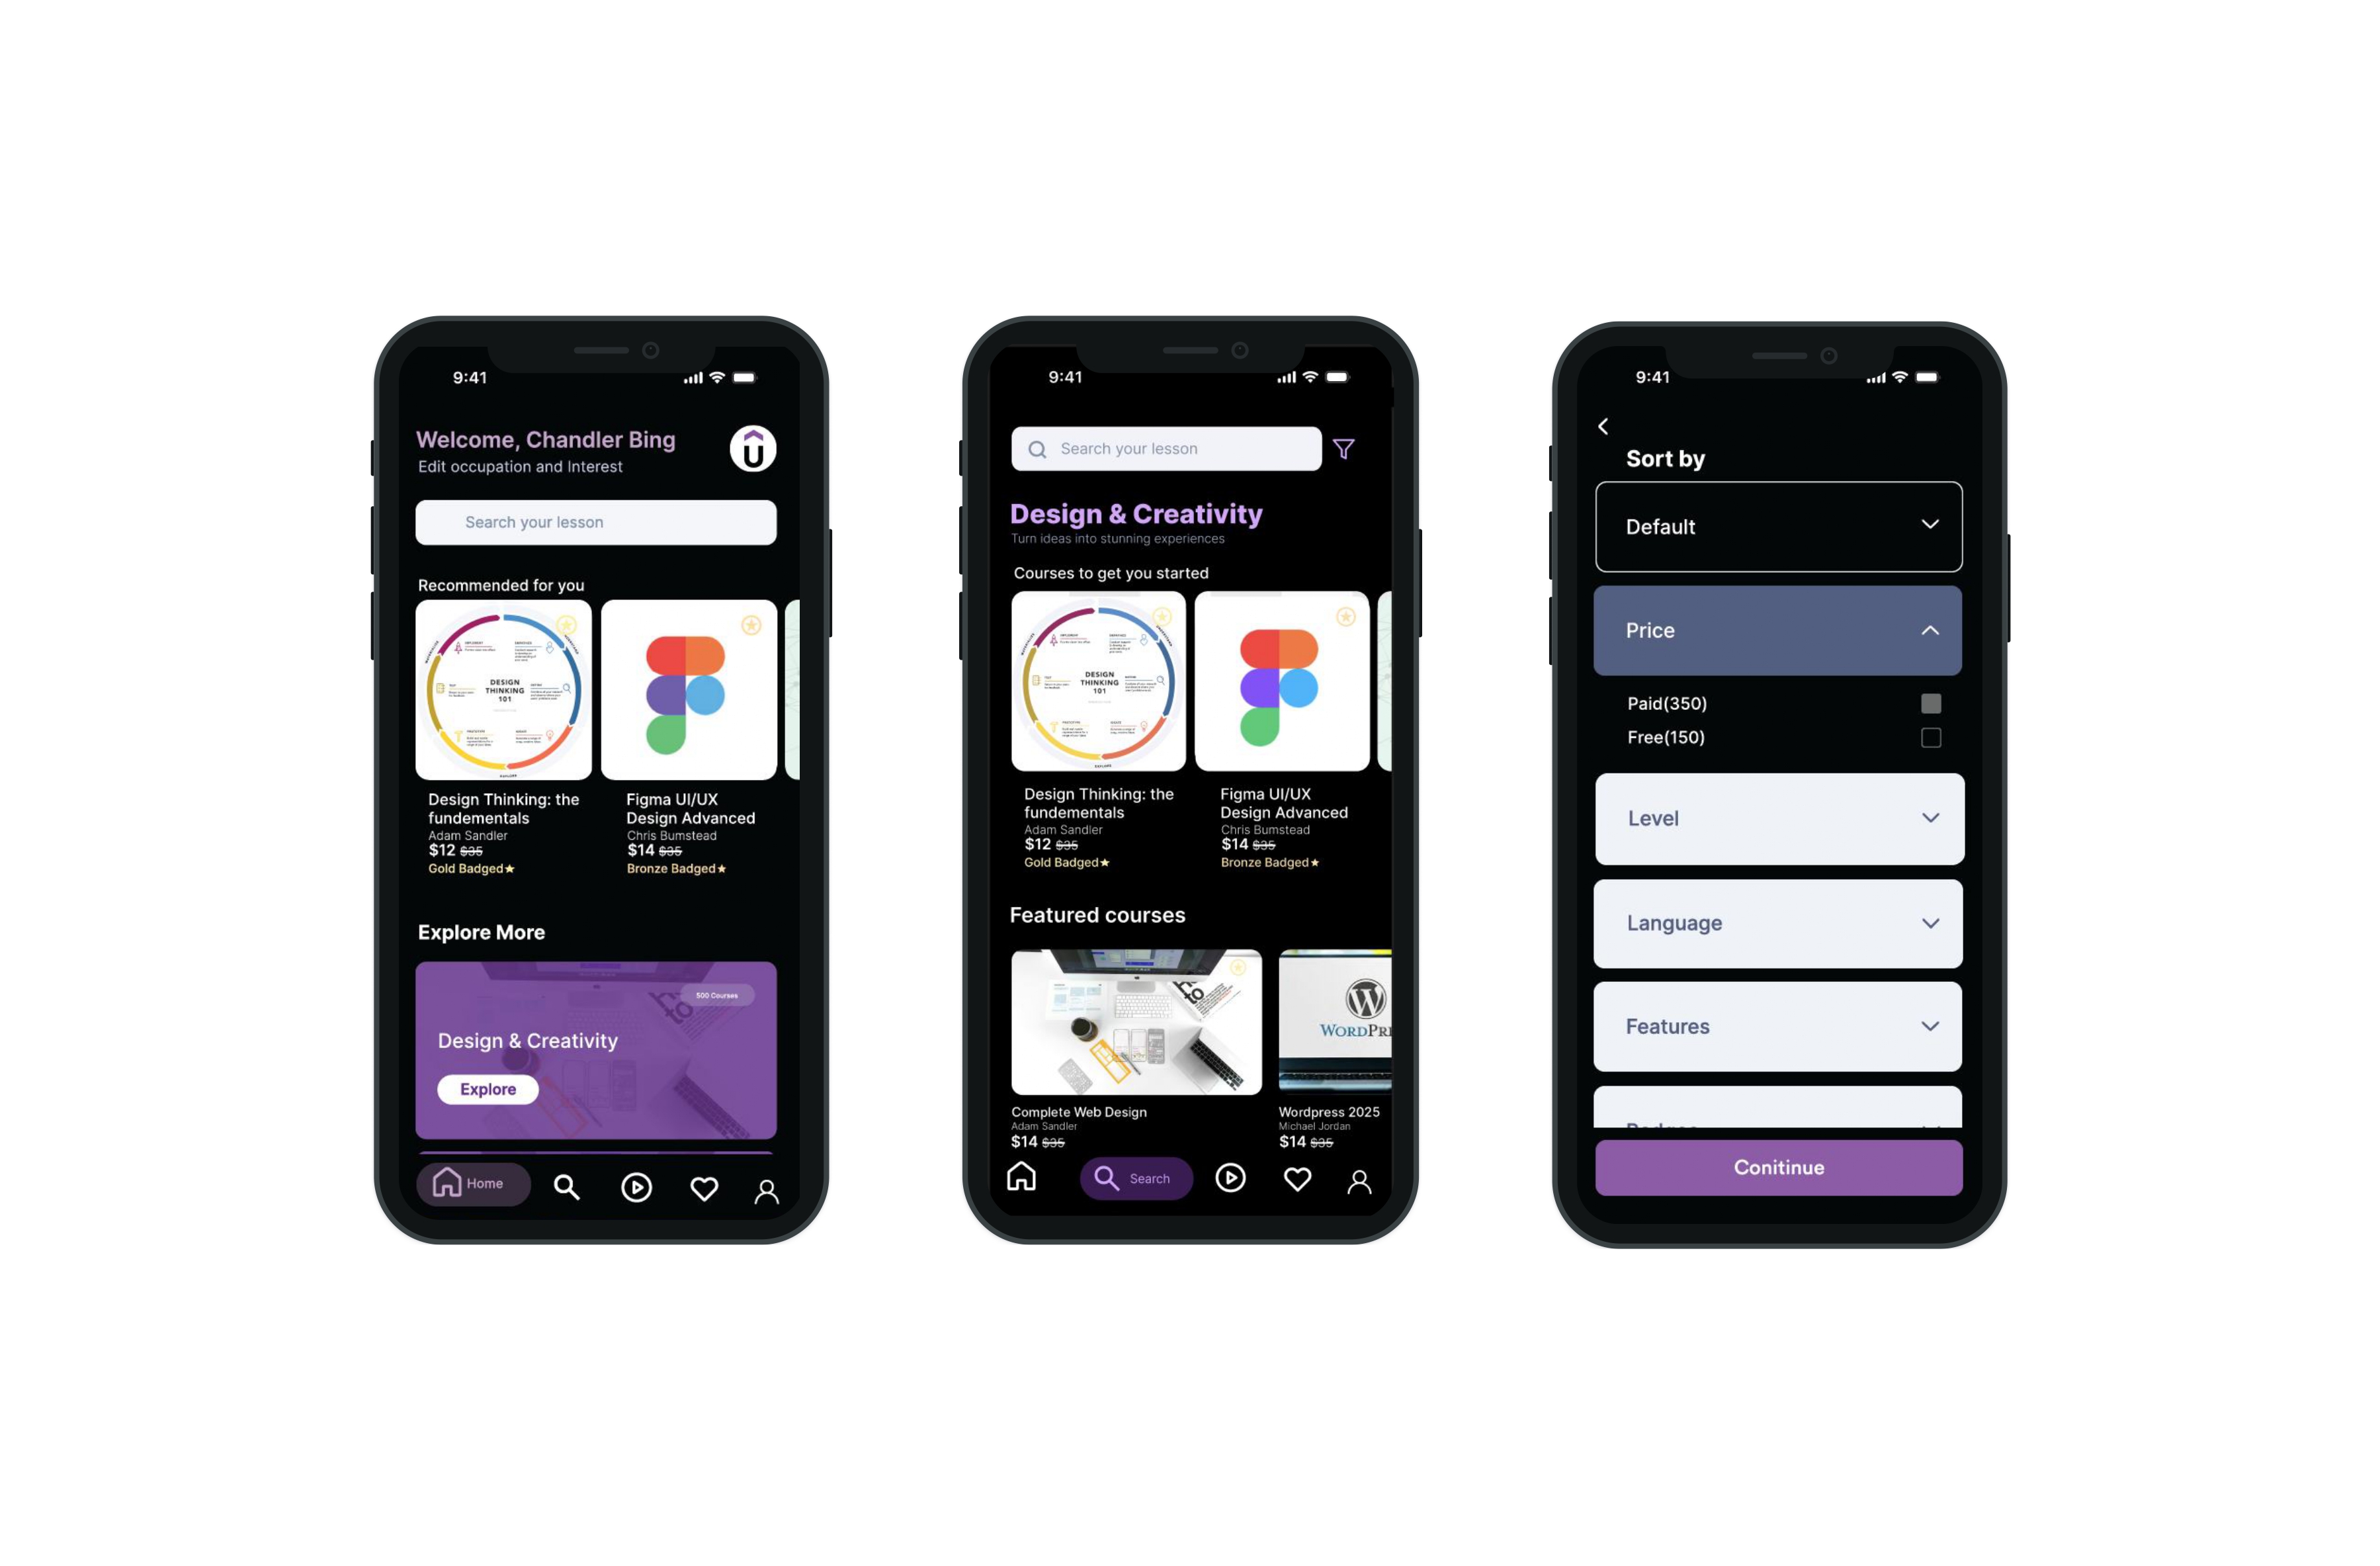 9:41
Welcome, Chandler Bing
Edit occupation and Interest
Search your lesson
Recommended for you
DESIGN
THINKING
101
Design Thinking: the
fundementals
Adam Sandler
$12 $35
Gold Badged
Figma UI/UX
Design Advanced
Chris Bumstead
$14 $35
Bronze Badged
Explore More
500 Courses
Design & Creativity
Explore
Home
9:41
Search your lesson
Design & Creativity
Turn ideas into stunning experiences
Courses to get you started
DESIGN
THINKING
101
Design Thinking: the
fundementals
Adam Sandler
$12 $35
Gold Badged
Figma UI/UX
Design Advanced
Chris Bumstead
$14 $35
Bronze Badged
Featured courses
WORDPRE
Complete Web Design
Adam Sandler
$14 $35
Wordpress 2025
Michael Jordan
$14 $35
Search
9:41
Sort by
Default
Price
Paid(350)
Free(150)
Level
Language
Features
Conitinue